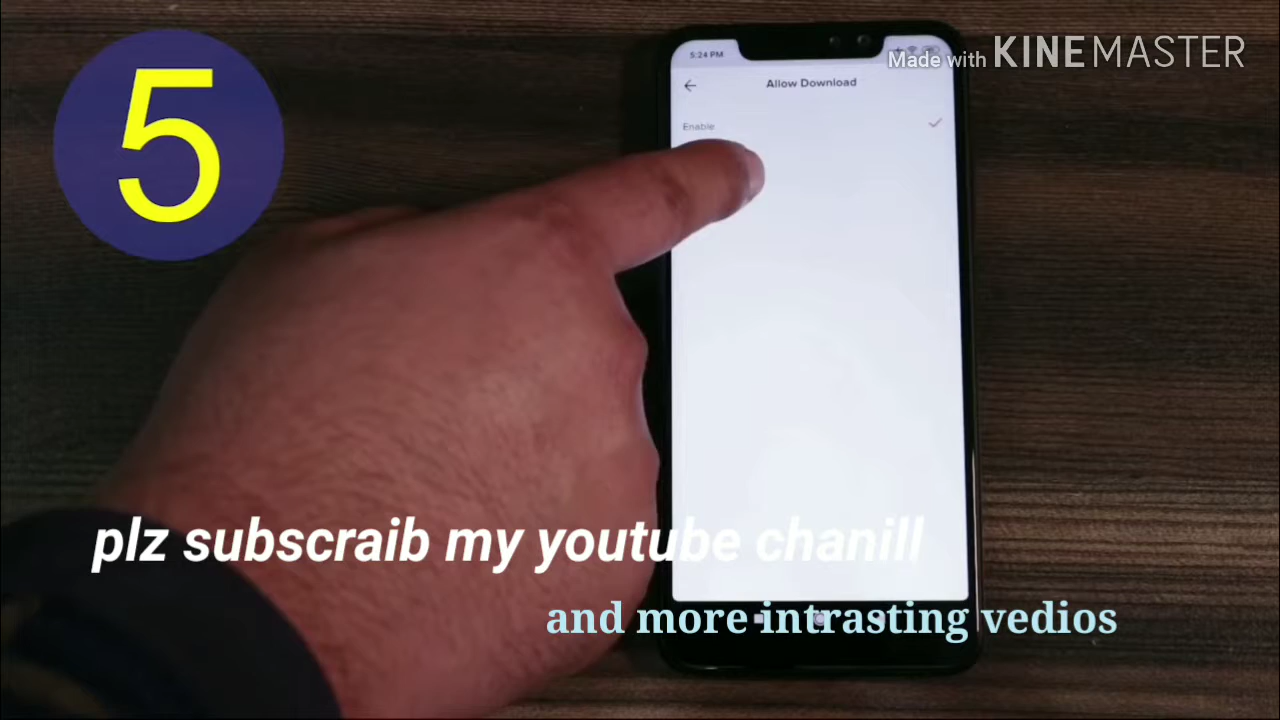 5
5:24 PM
Made with KINEMASTER
Allow Download
Enable
plz subscraib my youtube chanill
and more intrasting vedios